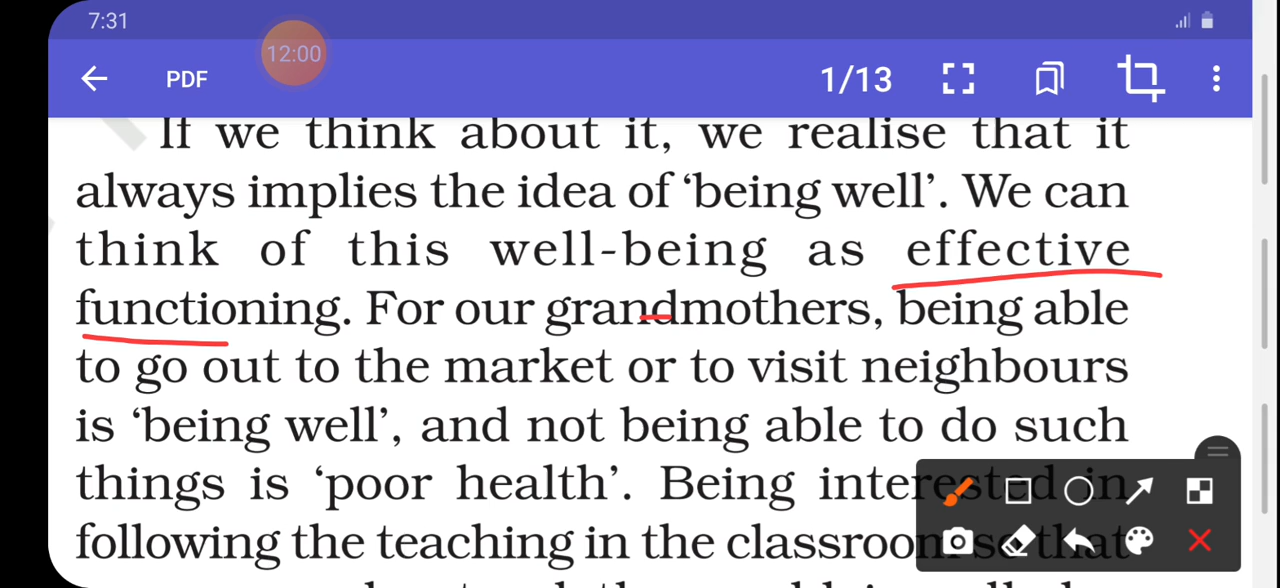 7:31
12:00
PDF
1/13
If we think about it, we realise that it
always implies the idea of ‘being well’. We can
think of this well-being as effective
functioning. For our grandmothers, being able
to go out to the market or to visit neighbours
is ‘being well’, and not being able to do such
things is ‘poor health’. Being interested in
following the teaching in the classroom so that